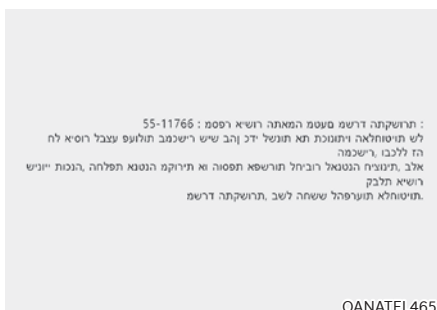 : תרושקתה דרשמ םעטמ המאתה רושיא רפסמ : 55-11766
לש תויטוחלאה ויתונוכת תא תונשל ידכ ןהב שיש רישכמב תולועפ עצבל רוסיא לח
הז ללכבו ,רישכמה
אלב ,תינוציח הנטנאל רוביחל תורשפא תפסוה וא תירוקמ הנטנא תפלחה ,הנכות ייוניש
רושיא תלבק
.תויטוחלא תוערפהל ששחה לשב ,תרושקתה דרשמ
OANATEL465